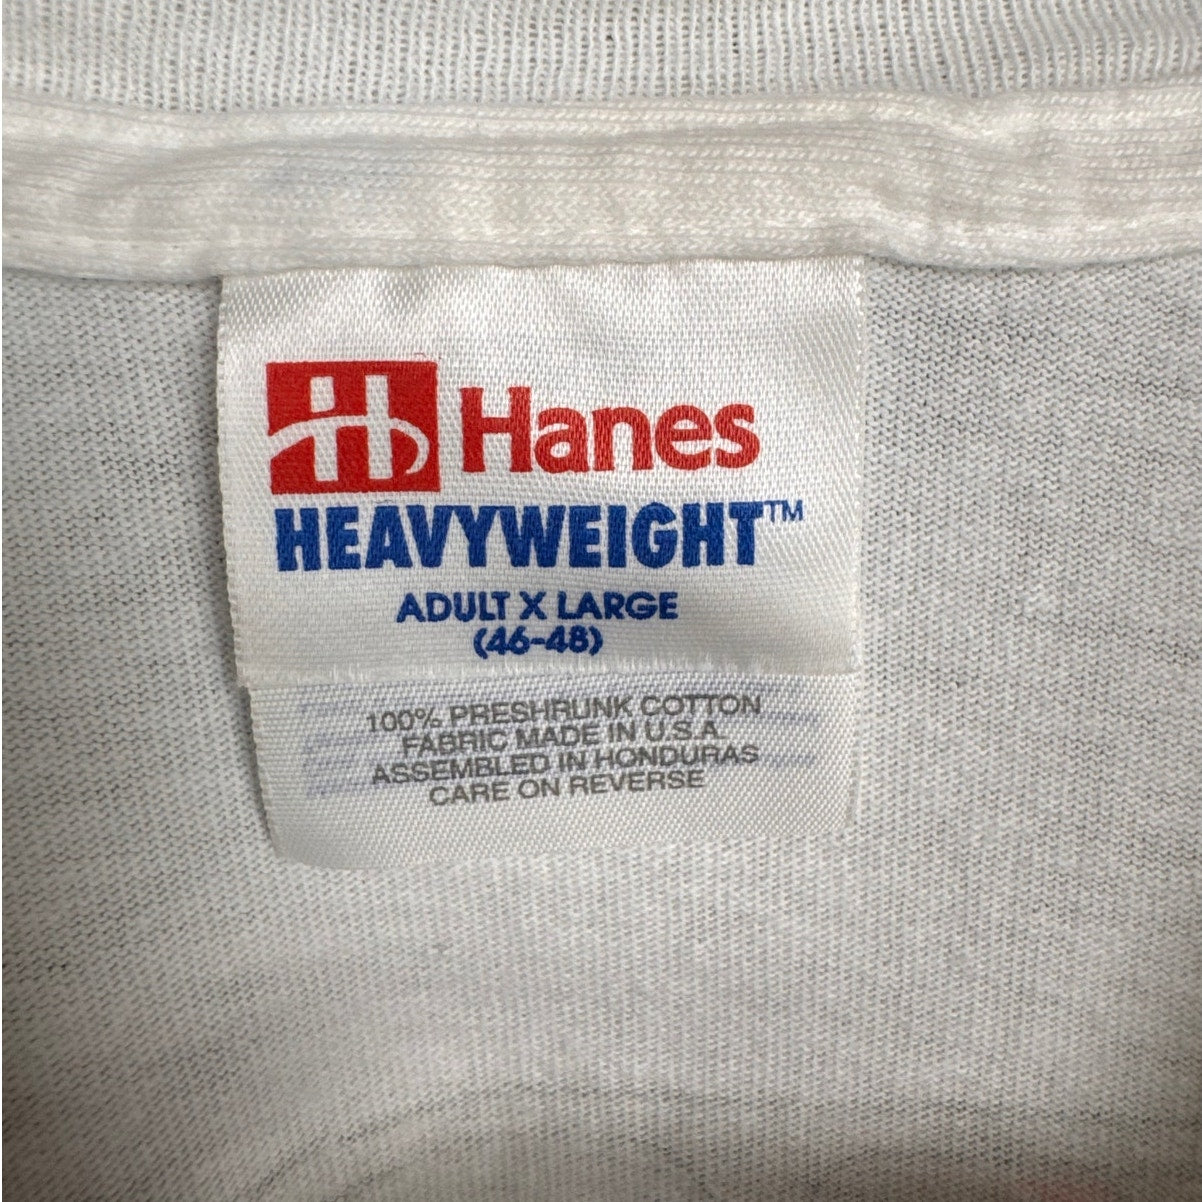 H Hanes
HEAVYWEIGHT™
ADULT X LARGE
(46-48)
100% PRESHRUNK COTTON
FABRIC MADE IN U.S.A.
ASSEMBLED IN HONDURAS
CARE ON REVERSE